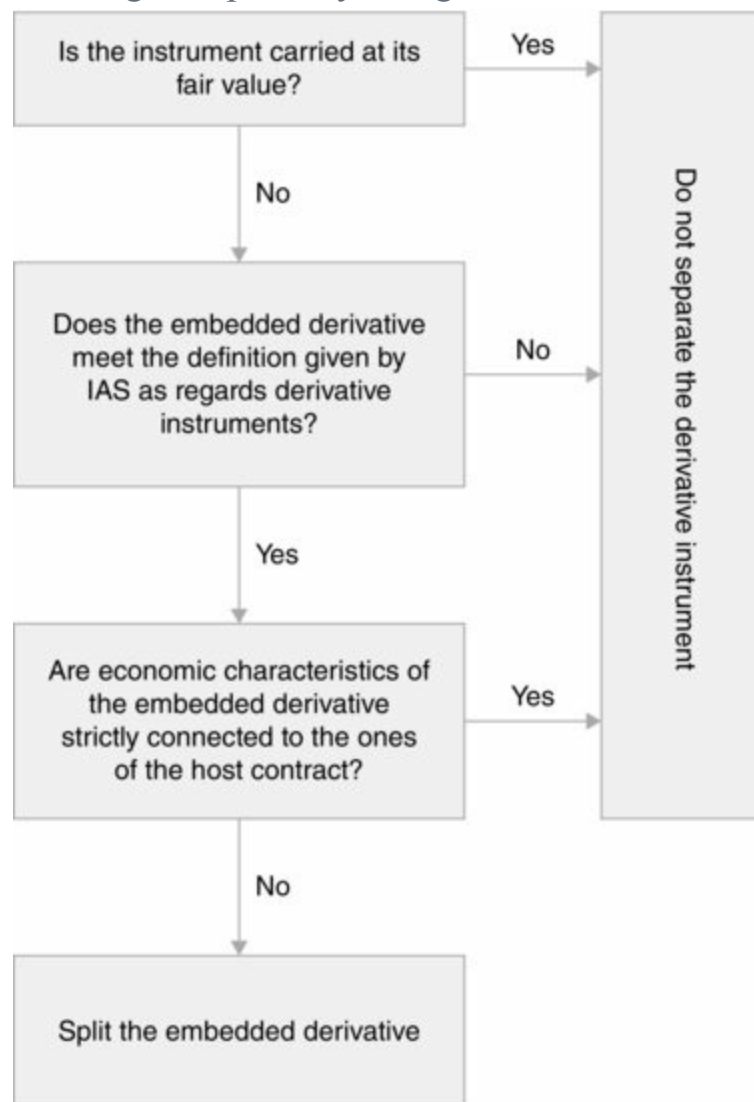 Is the instrument carried at its
fair value?
Yes
No
Does the embedded derivative
meet the definition given by
IAS as regards derivative
instruments?
No
Yes
Are economic characteristics of
the embedded derivative
strictly connected to the ones
of the host contract?
Yes
No
Split the embedded derivative
Do not separate the derivative instrument